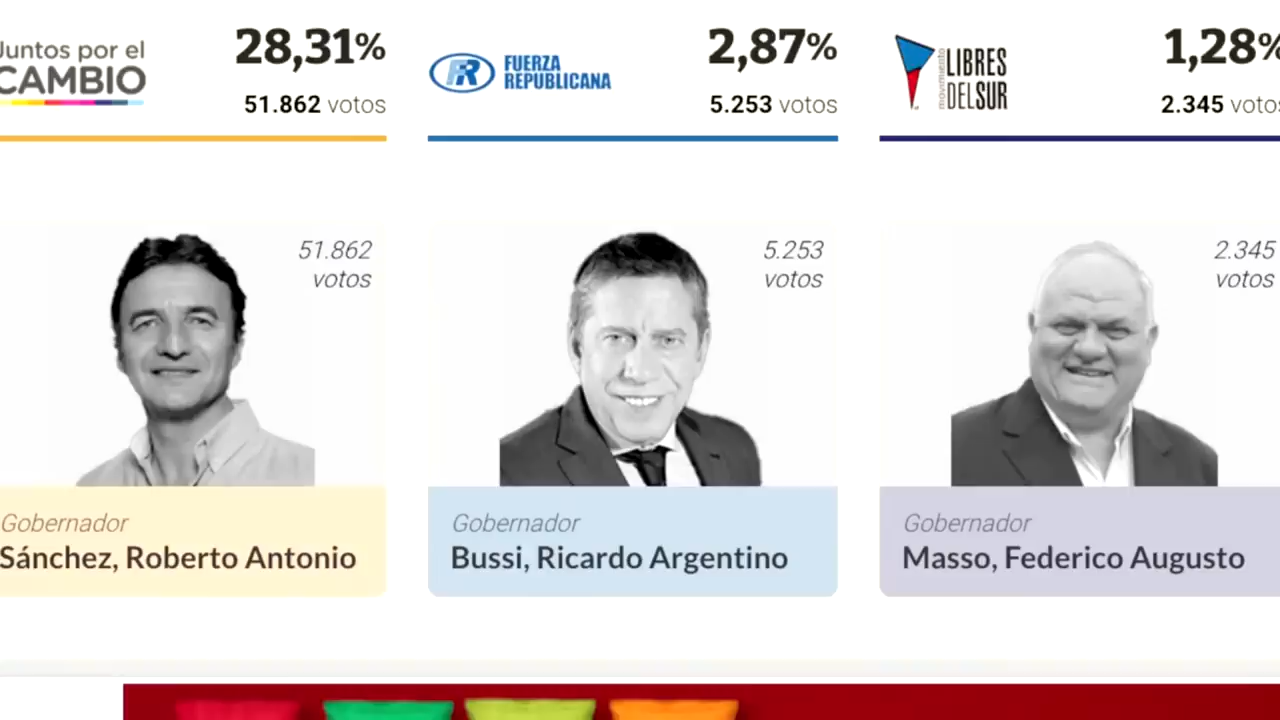 Juntos por el
CAMBIO
28,31%
51.862 votos
FUERZA
REPUBLICANA
2,87%
5.253 votos
movimiento
LIBRES
DEL SUR
1,28%
2.345 votos
51.862
votos
5.253
votos
2.345
votos
Gobernador
Sánchez, Roberto Antonio
Gobernador
Bussi, Ricardo Argentino
Gobernador
Masso, Federico Augusto